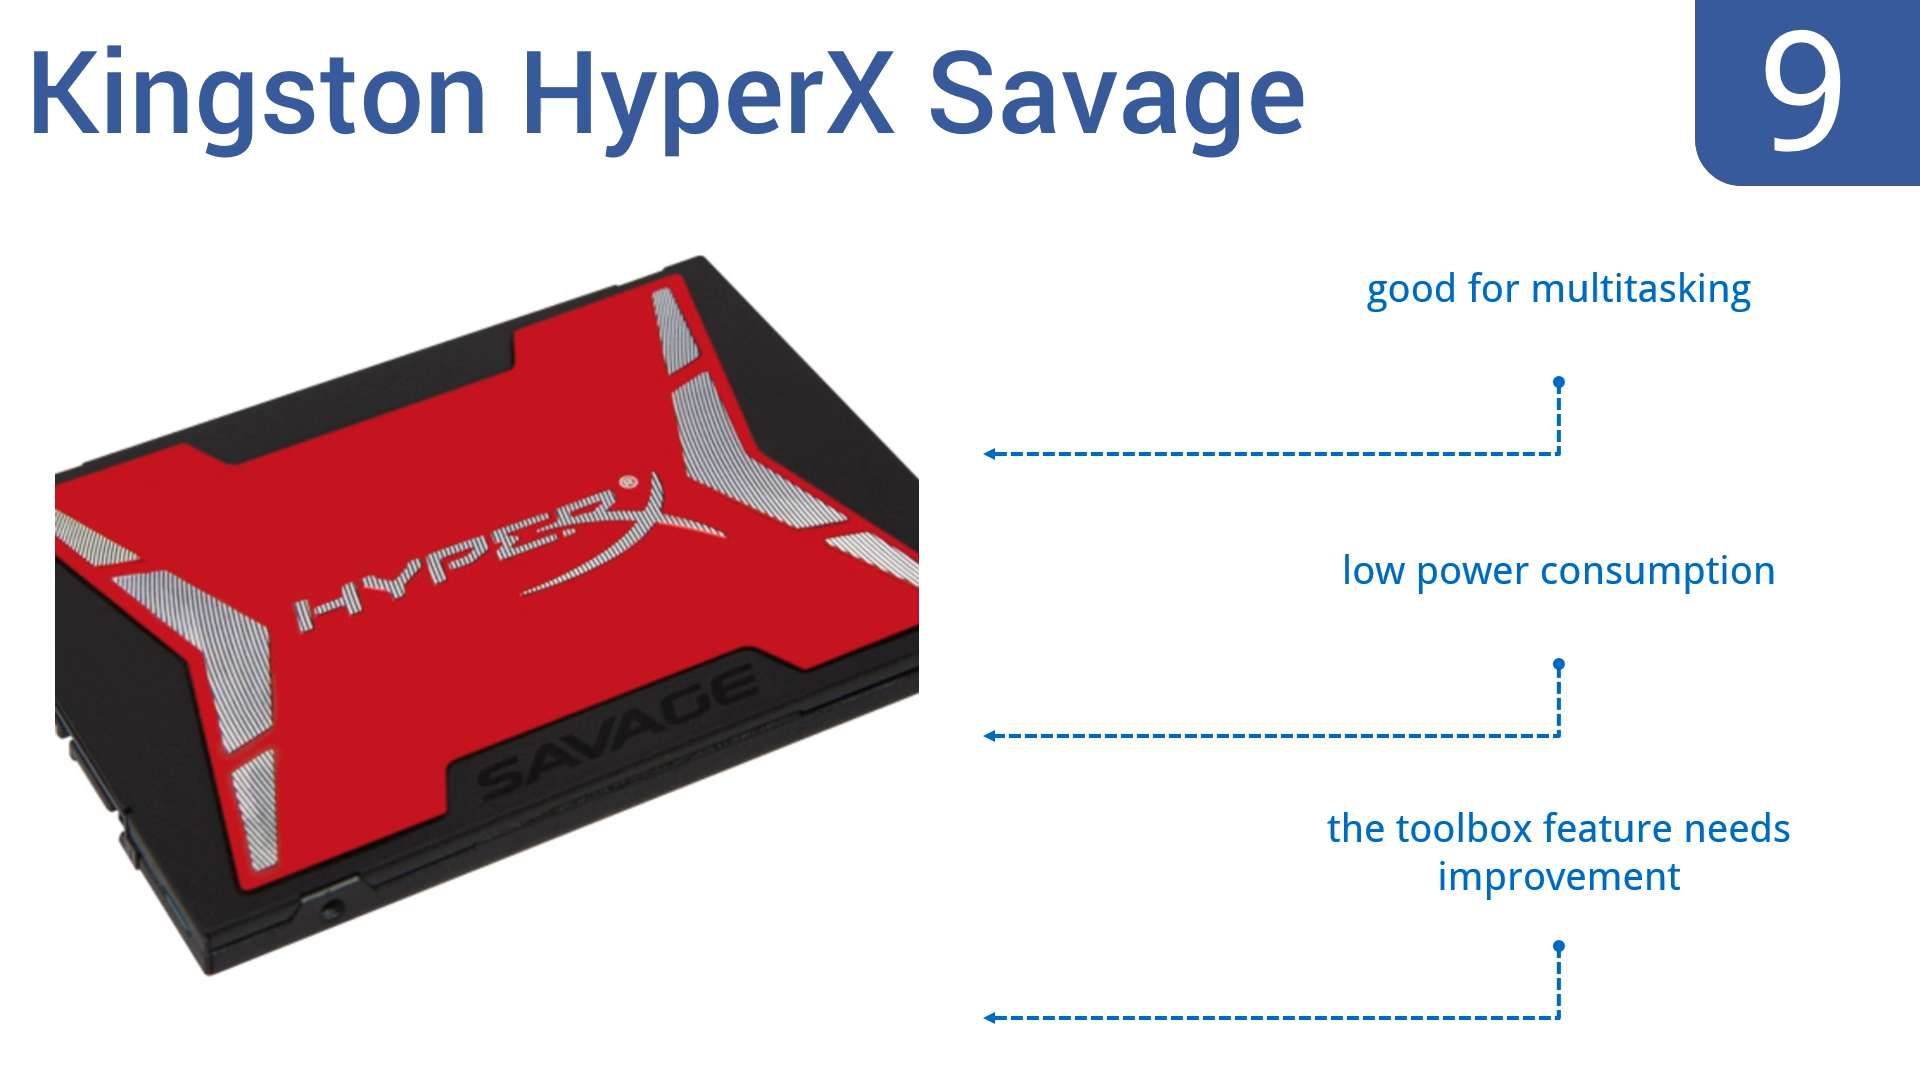 Kingston HyperX Savage
9
good for multitasking
HYPERX®
low power consumption
SAVAGE
the toolbox feature needs
improvement